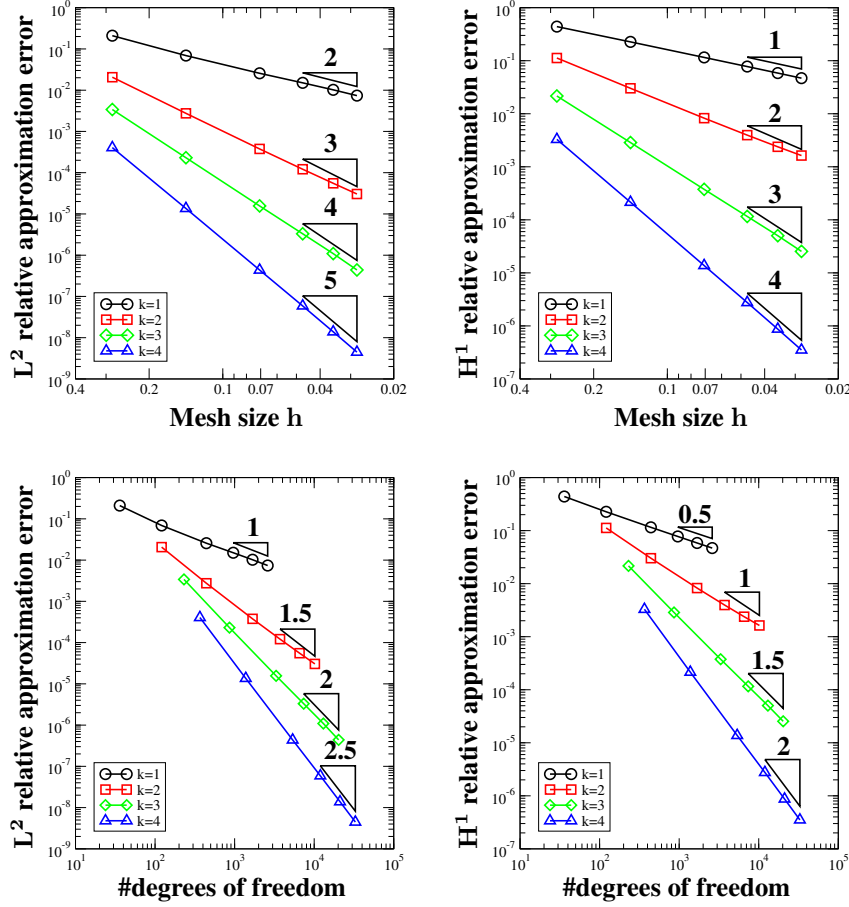 L² relative approximation error
10⁰
10⁻¹
10⁻²
10⁻³
10⁻⁴
10⁻⁵
10⁻⁶
10⁻⁷
10⁻⁸
10⁻⁹
2
3
4
5
k=1
k=2
k=3
k=4
0.4 0.2 0.1 0.07 0.04 0.02
Mesh size h
H¹ relative approximation error
10⁰
10⁻¹
10⁻²
10⁻³
10⁻⁴
10⁻⁵
10⁻⁶
10⁻⁷
1
2
3
4
k=1
k=2
k=3
k=4
0.4 0.2 0.1 0.07 0.04 0.02
Mesh size h
L² relative approximation error
10⁰
10⁻¹
10⁻²
10⁻³
10⁻⁴
10⁻⁵
10⁻⁶
10⁻⁷
10⁻⁸
10⁻⁹
1
1.5
2
2.5
k=1
k=2
k=3
k=4
10¹ 10² 10³ 10⁴ 10⁵
#degrees of freedom
H¹ relative approximation error
10⁰
10⁻¹
10⁻²
10⁻³
10⁻⁴
10⁻⁵
10⁻⁶
10⁻⁷
0.5
1
1.5
2
k=1
k=2
k=3
k=4
10¹ 10² 10³ 10⁴ 10⁵
#degrees of freedom